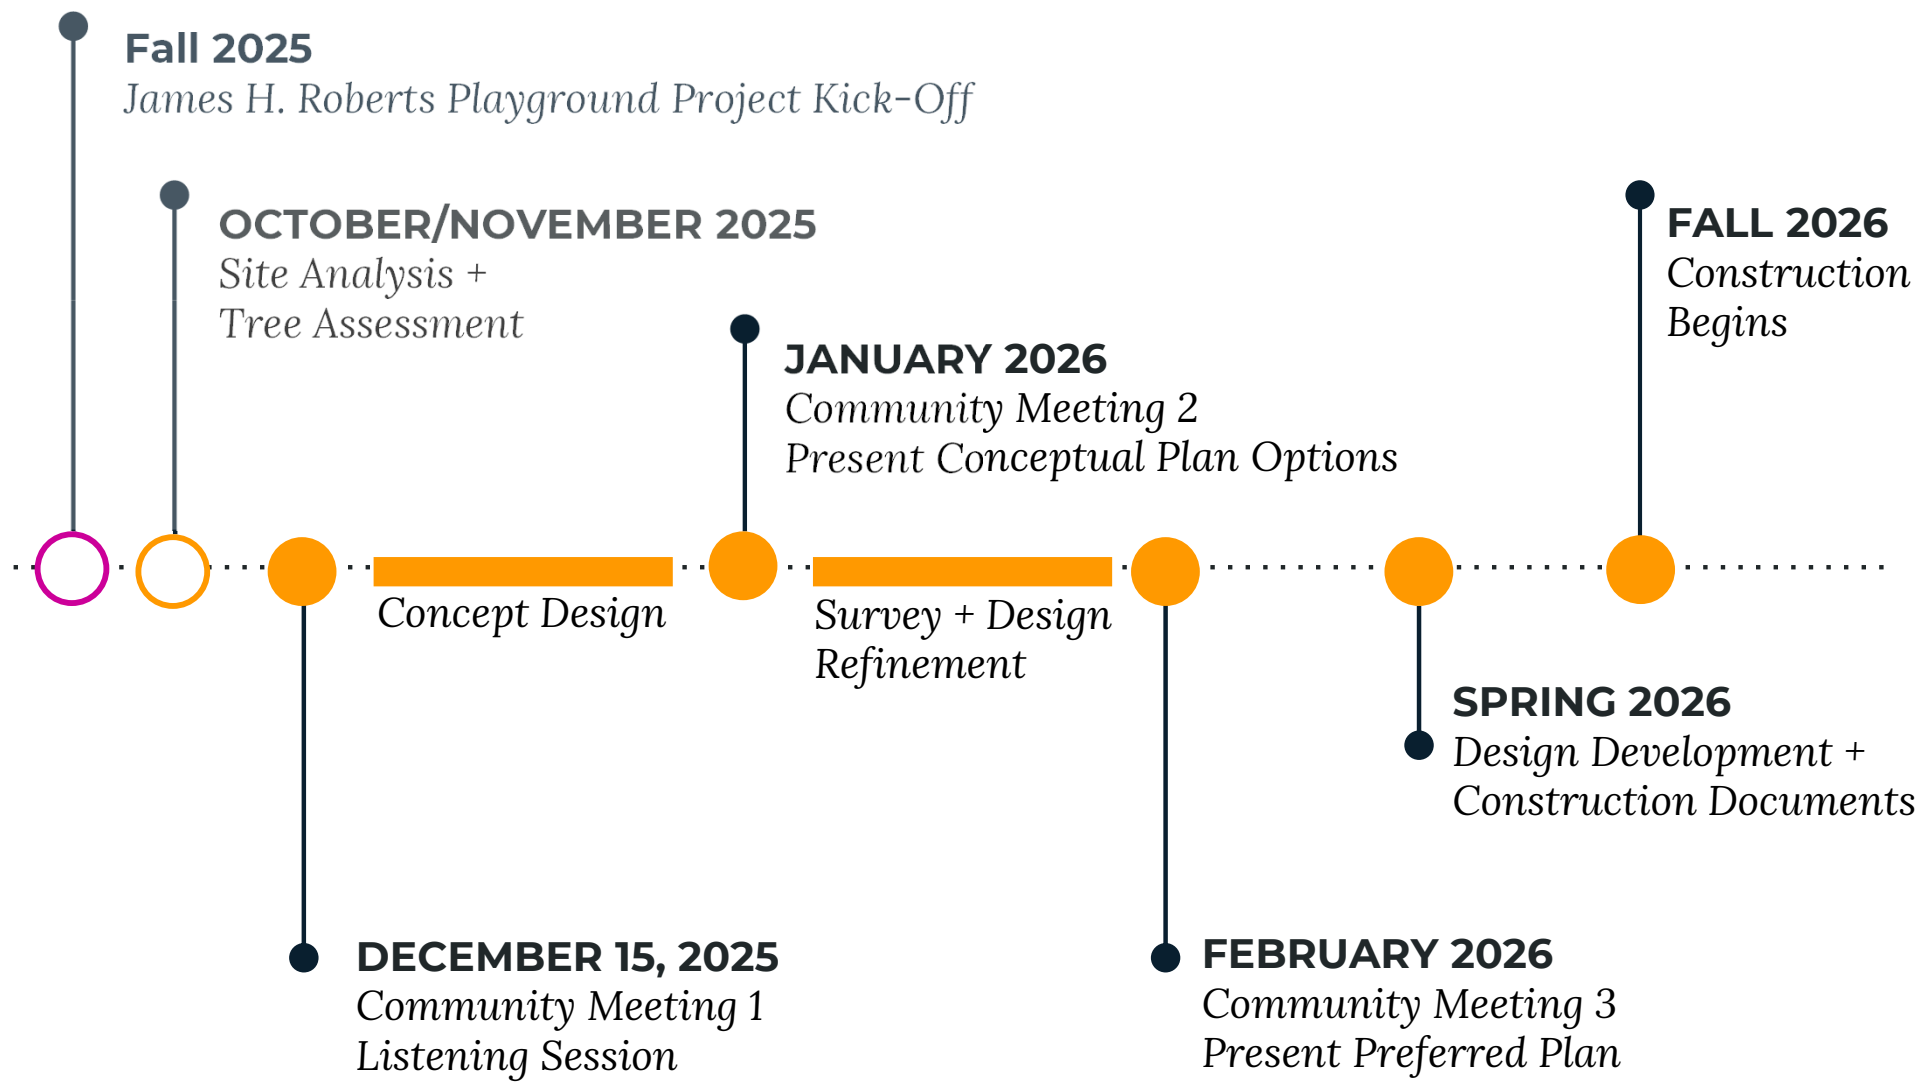 Fall 2025
James H. Roberts Playground Project Kick-Off
OCTOBER/NOVEMBER 2025
Site Analysis +
Tree Assessment
FALL 2026
Construction
Begins
JANUARY 2026
Community Meeting 2
Present Conceptual Plan Options
Concept Design
Survey + Design
Refinement
SPRING 2026
Design Development +
Construction Documents
DECEMBER 15, 2025
Community Meeting 1
Listening Session
FEBRUARY 2026
Community Meeting 3
Present Preferred Plan